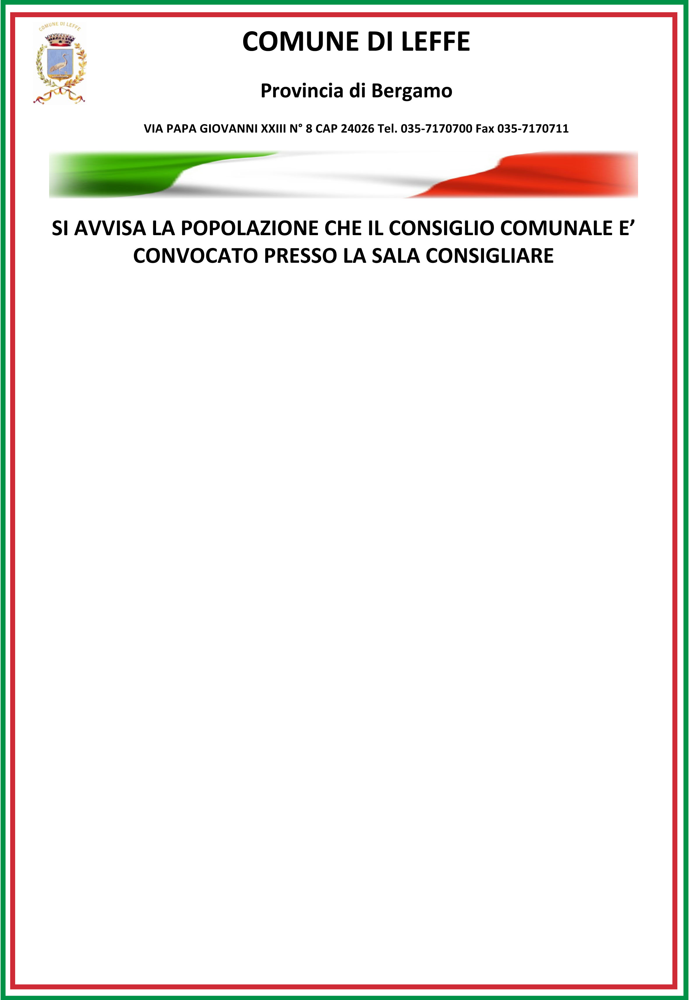 COMUNE DI LEFFE
COMUNE DI LEFFE
Provincia di Bergamo
VIA PAPA GIOVANNI XXIII N° 8 CAP 24026 Tel. 035-7170700 Fax 035-7170711
SI AVVISA LA POPOLAZIONE CHE IL CONSIGLIO COMUNALE E’
CONVOCATO PRESSO LA SALA CONSIGLIARE